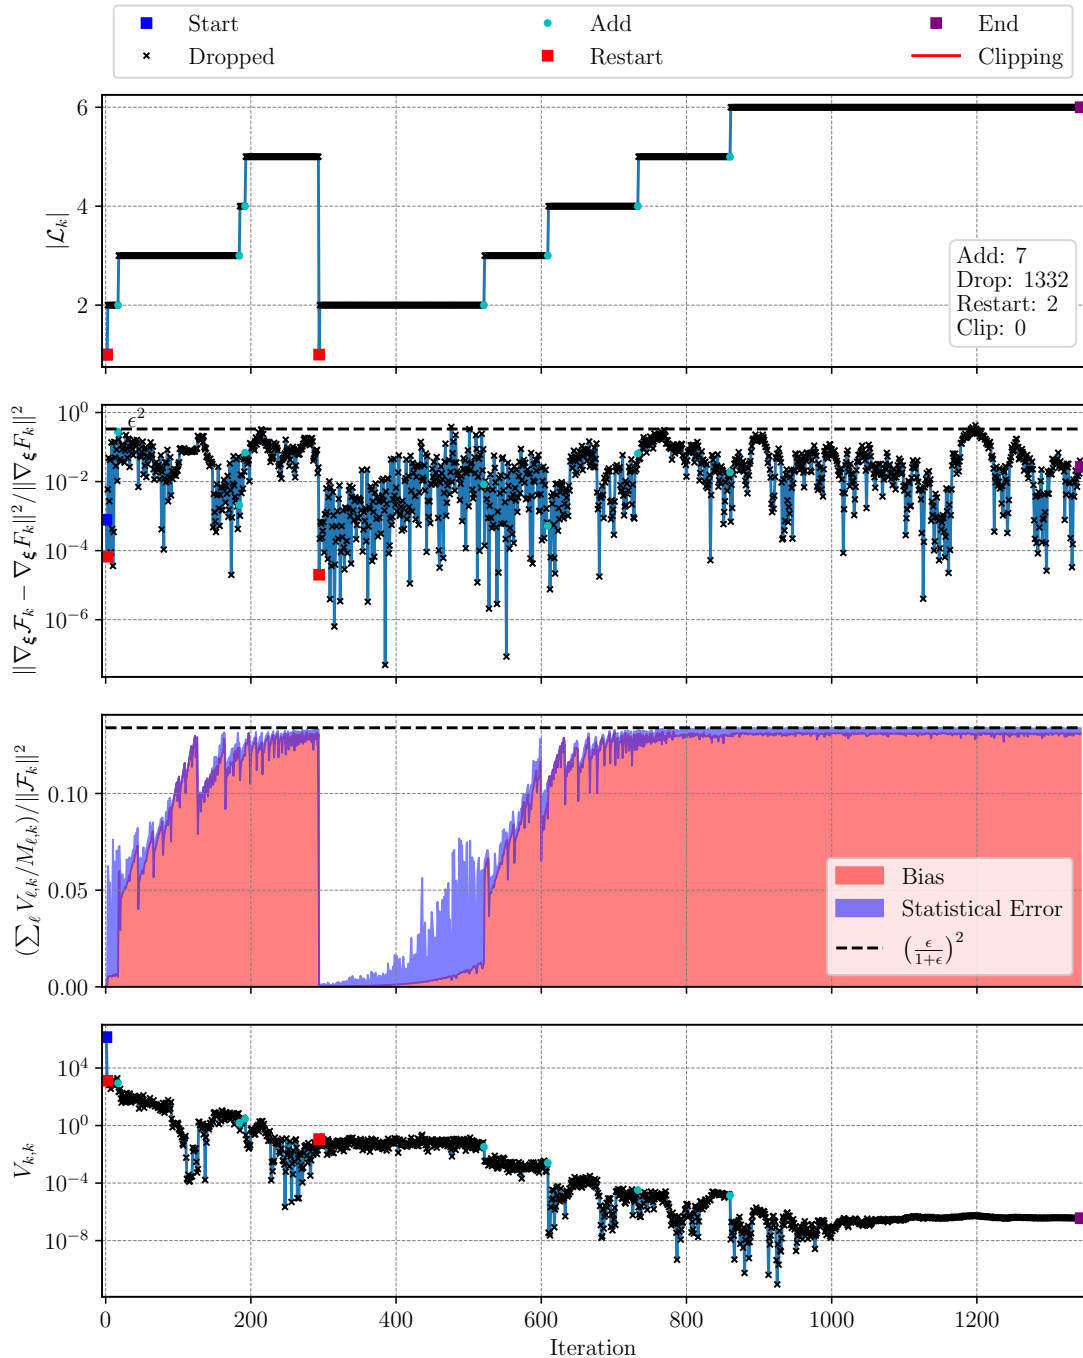 Start
Add
End
Dropped
Restart
Clipping
6
4
2
|ℒ_k|
Add: 7
Drop: 1332
Restart: 2
Clip: 0
10^0
10^−2
10^−4
10^−6
ϵ^2
‖∇_ξ ℱ_k − ∇_ξ F_k‖^2/‖∇_ξ F_k‖^2
0.10
0.05
0.00
(∑_ℓ V_{ℓ,k}/M_{ℓ,k})/‖ℱ_k‖^2
Bias
Statistical Error
(ϵ/(1+ϵ))^2
10^4
10^0
10^−4
10^−8
V_{k,k}
0 200 400 600 800 1000 1200
Iteration